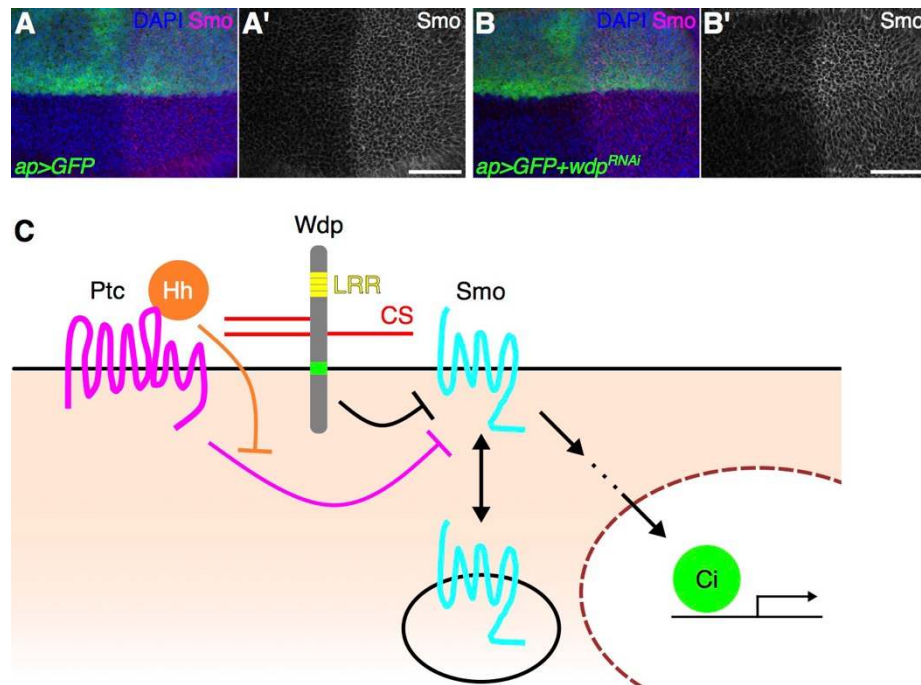 A DAPI Smo A' Smo B DAPI Smo B' Smo
ap>GFP ap>GFP+wdpRNAi
C
Wdp
Ptc Hh LRR Smo
CS
Ci